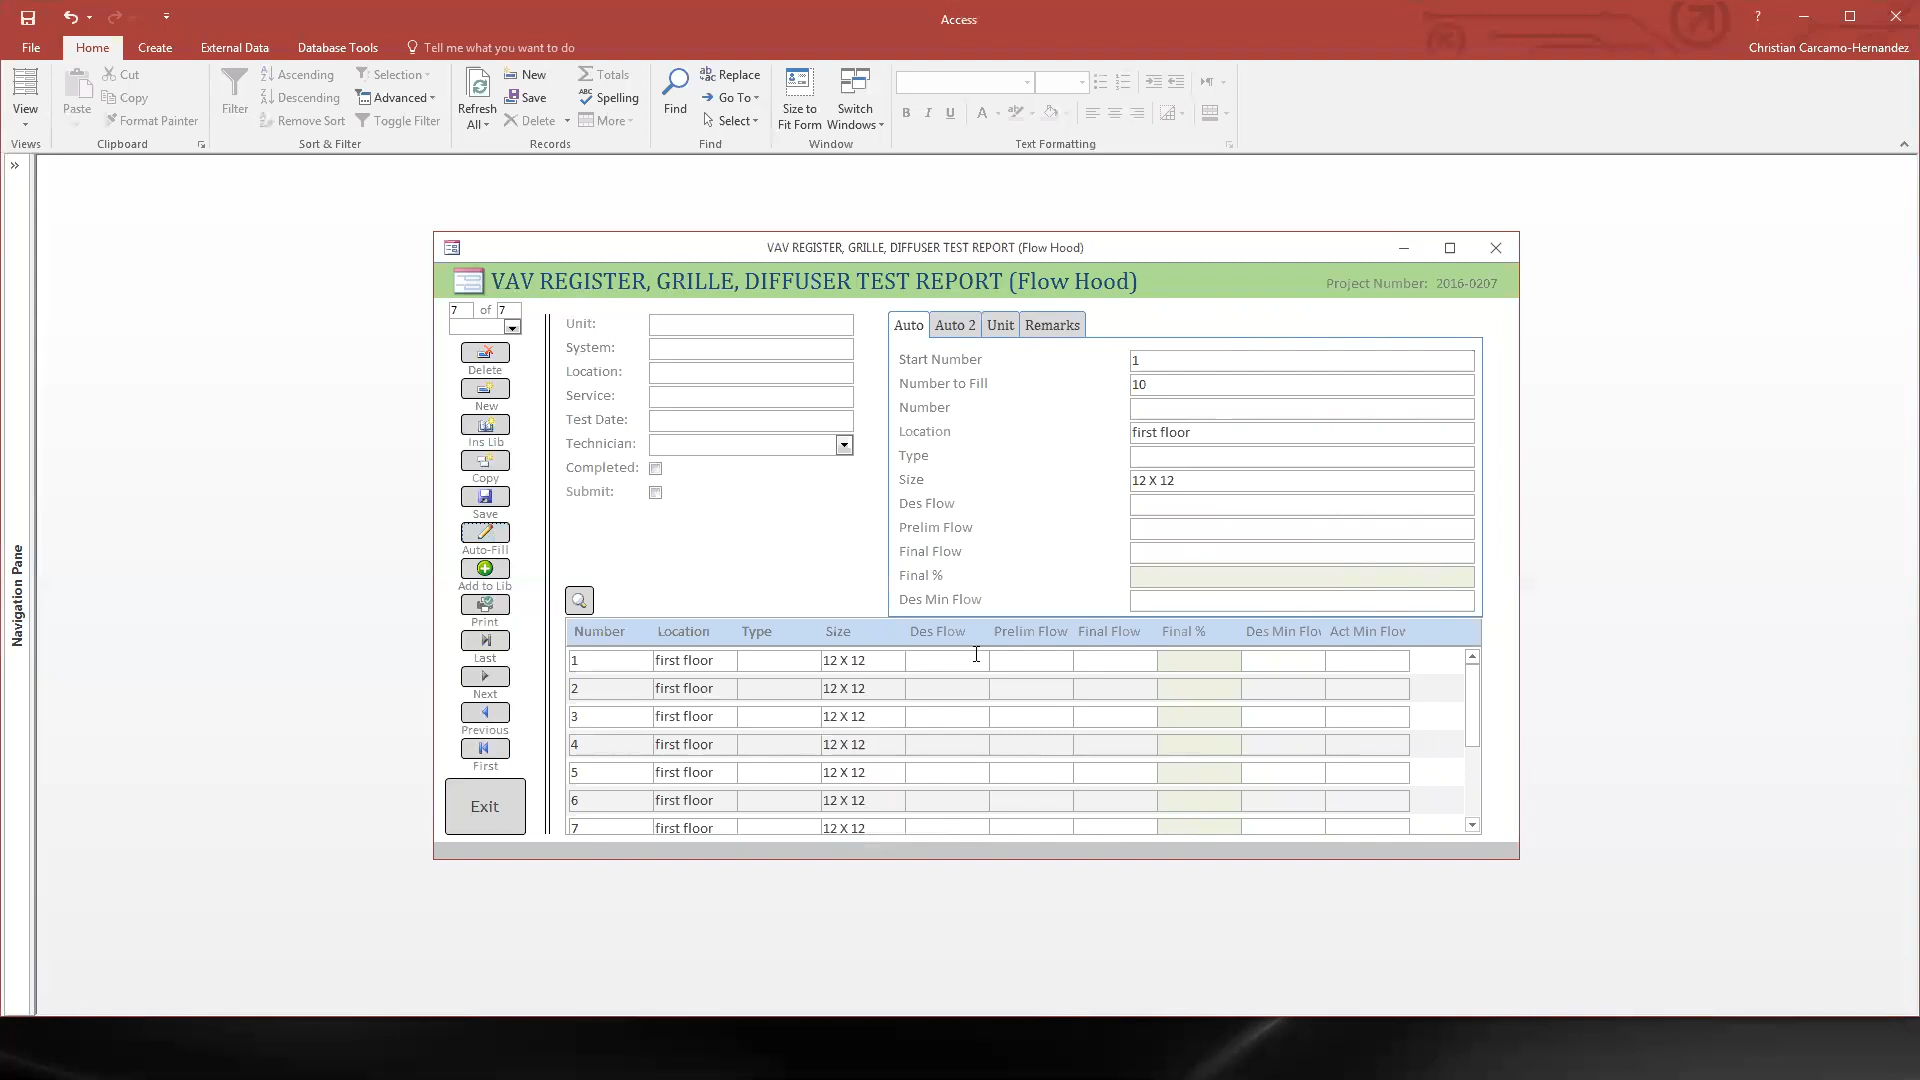 Access
File Home Create External Data Database Tools Tell me what you want to do Christian Carcamo-Hernandez
View
Views
Paste
Cut
Copy
Format Painter
Clipboard
Filter
Ascending
Descending
Remove Sort
Selection
Advanced
Toggle Filter
Sort & Filter
Refresh
All
New
Save
Delete
Totals
Spelling
More
Records
Find
Replace
Go To
Select
Find
Size to
Fit Form
Switch
Windows
Window
B I U A
Text Formatting
Navigation Pane
VAV REGISTER, GRILLE, DIFFUSER TEST REPORT (Flow Hood)
VAV REGISTER, GRILLE, DIFFUSER TEST REPORT (Flow Hood)
Project Number: 2016-0207
7 of 7
Delete
New
Ins Lib
Copy
Save
Auto-Fill
Add to Lib
Print
Last
Next
Previous
First
Exit
Unit:
System:
Location:
Service:
Test Date:
Technician:
Completed:
Submit:
Auto Auto 2 Unit Remarks
Start Number 1
Number to Fill 10
Number
Location first floor
Type
Size 12 X 12
Des Flow
Prelim Flow
Final Flow
Final %
Des Min Flow
Number Location Type Size Des Flow Prelim Flow Final Flow Final % Des Min Flov Act Min Flov
1 first floor 12 X 12
2 first floor 12 X 12
3 first floor 12 X 12
4 first floor 12 X 12
5 first floor 12 X 12
6 first floor 12 X 12
7 first floor 12 X 12